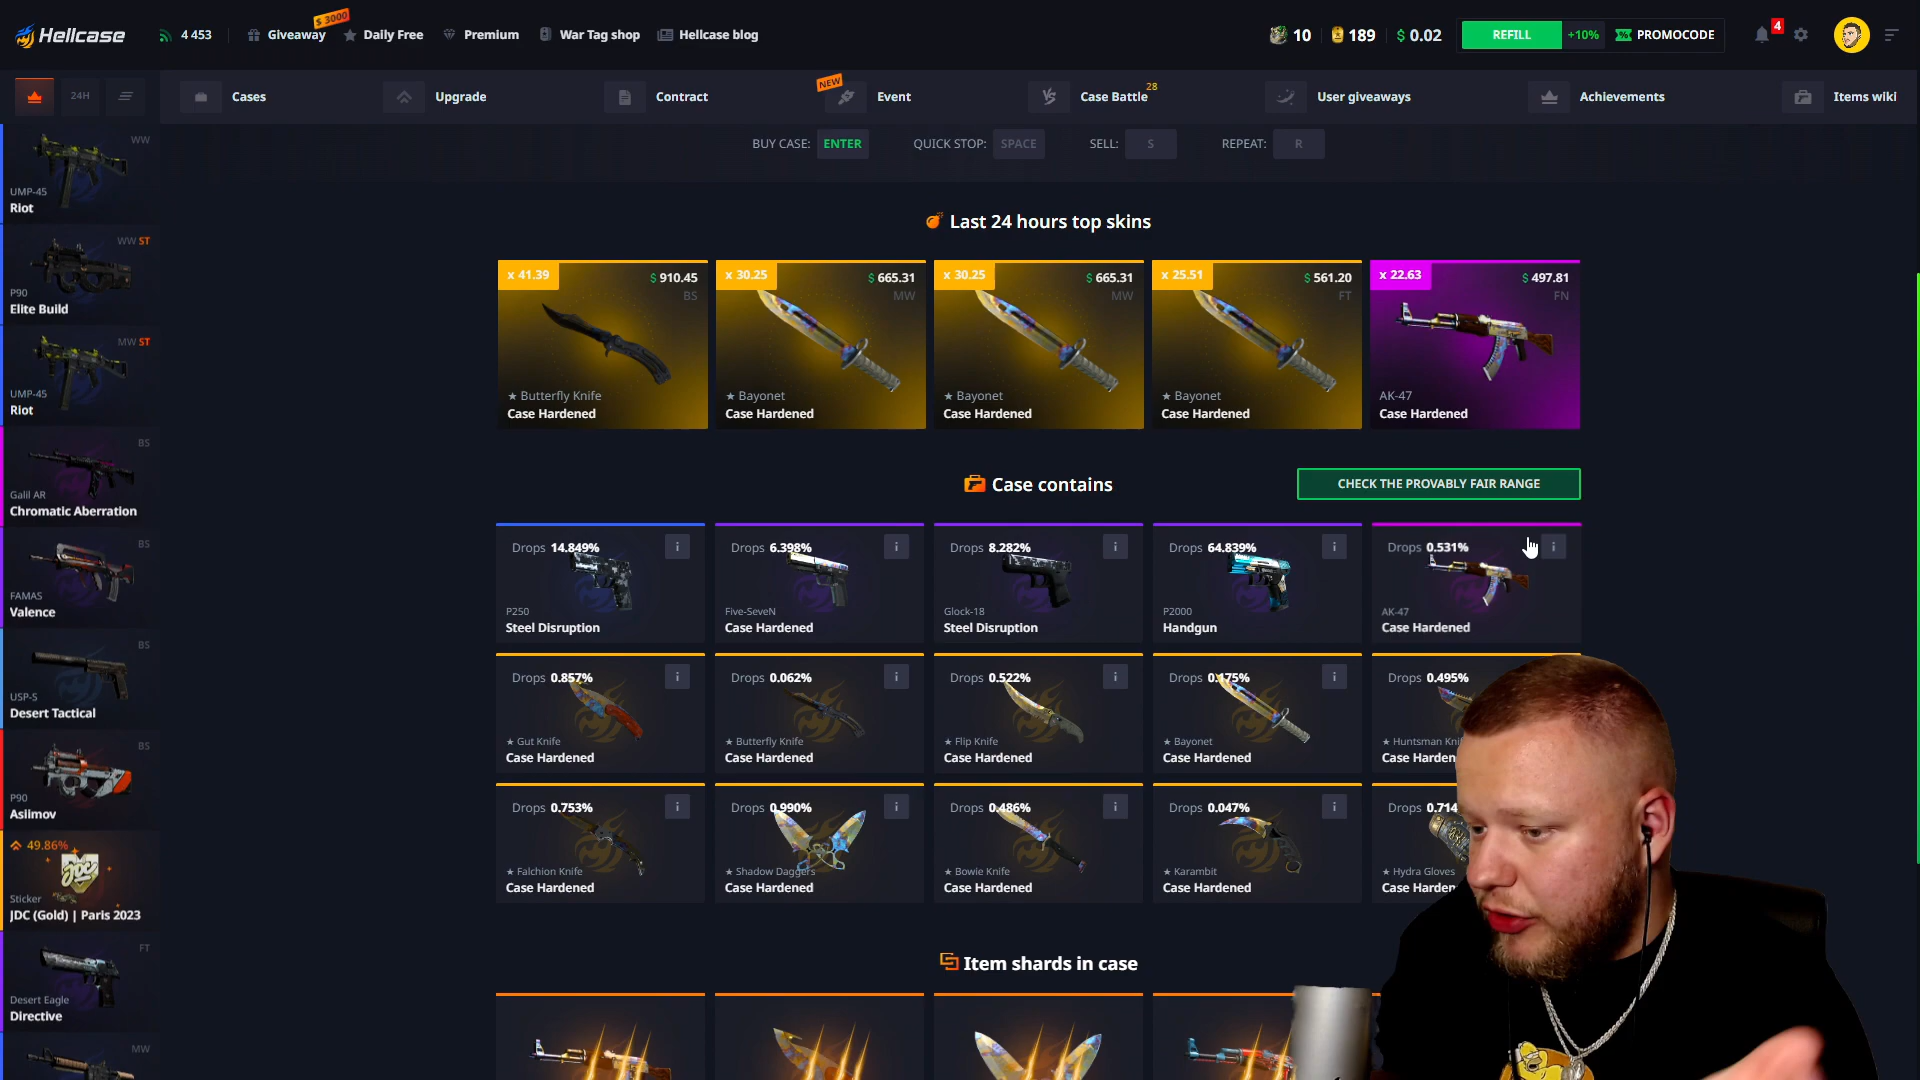 Hellcase
4 453
Giveaway
$ 3000
Daily Free
Premium
War Tag shop
Hellcase blog
10
189
$ 0.02
REFILL
+10%
PROMOCODE
4
24H
Cases
Upgrade
Contract
NEW
Event
Case Battle
28
User giveaways
Achievements
Items wiki
BUY CASE: ENTER
QUICK STOP: SPACE
SELL: S
REPEAT: R
WW
UMP-45
Riot
WW ST
P90
Elite Build
MW ST
UMP-45
Riot
BS
Galil AR
Chromatic Aberration
BS
FAMAS
Valence
BS
USP-S
Desert Tactical
BS
P90
Asiimov
49.86%
Sticker
JDC (Gold) | Paris 2023
FT
Desert Eagle
Directive
MW
Last 24 hours top skins
x 41.39
$ 910.45
BS
★ Butterfly Knife
Case Hardened
x 30.25
$ 665.31
MW
★ Bayonet
Case Hardened
x 30.25
$ 665.31
MW
★ Bayonet
Case Hardened
x 25.51
$ 561.20
FT
★ Bayonet
Case Hardened
x 22.63
$ 497.81
FN
AK-47
Case Hardened
Case contains
CHECK THE PROVABLY FAIR RANGE
Drops 14.849%
i
P250
Steel Disruption
Drops 6.398%
i
Five-SeveN
Case Hardened
Drops 8.282%
i
Glock-18
Steel Disruption
Drops 64.839%
i
P2000
Handgun
Drops 0.531%
i
AK-47
Case Hardened
Drops 0.857%
i
★ Gut Knife
Case Hardened
Drops 0.062%
i
★ Butterfly Knife
Case Hardened
Drops 0.522%
i
★ Flip Knife
Case Hardened
Drops 0.175%
i
★ Bayonet
Case Hardened
Drops 0.495%
★ Huntsman Kni
Case Harden
Drops 0.753%
i
★ Falchion Knife
Case Hardened
Drops 0.990%
i
★ Shadow Daggers
Case Hardened
Drops 0.486%
i
★ Bowie Knife
Case Hardened
Drops 0.047%
i
★ Karambit
Case Hardened
Drops 0.714
★ Hydra Gloves
Case Harden
Item shards in case